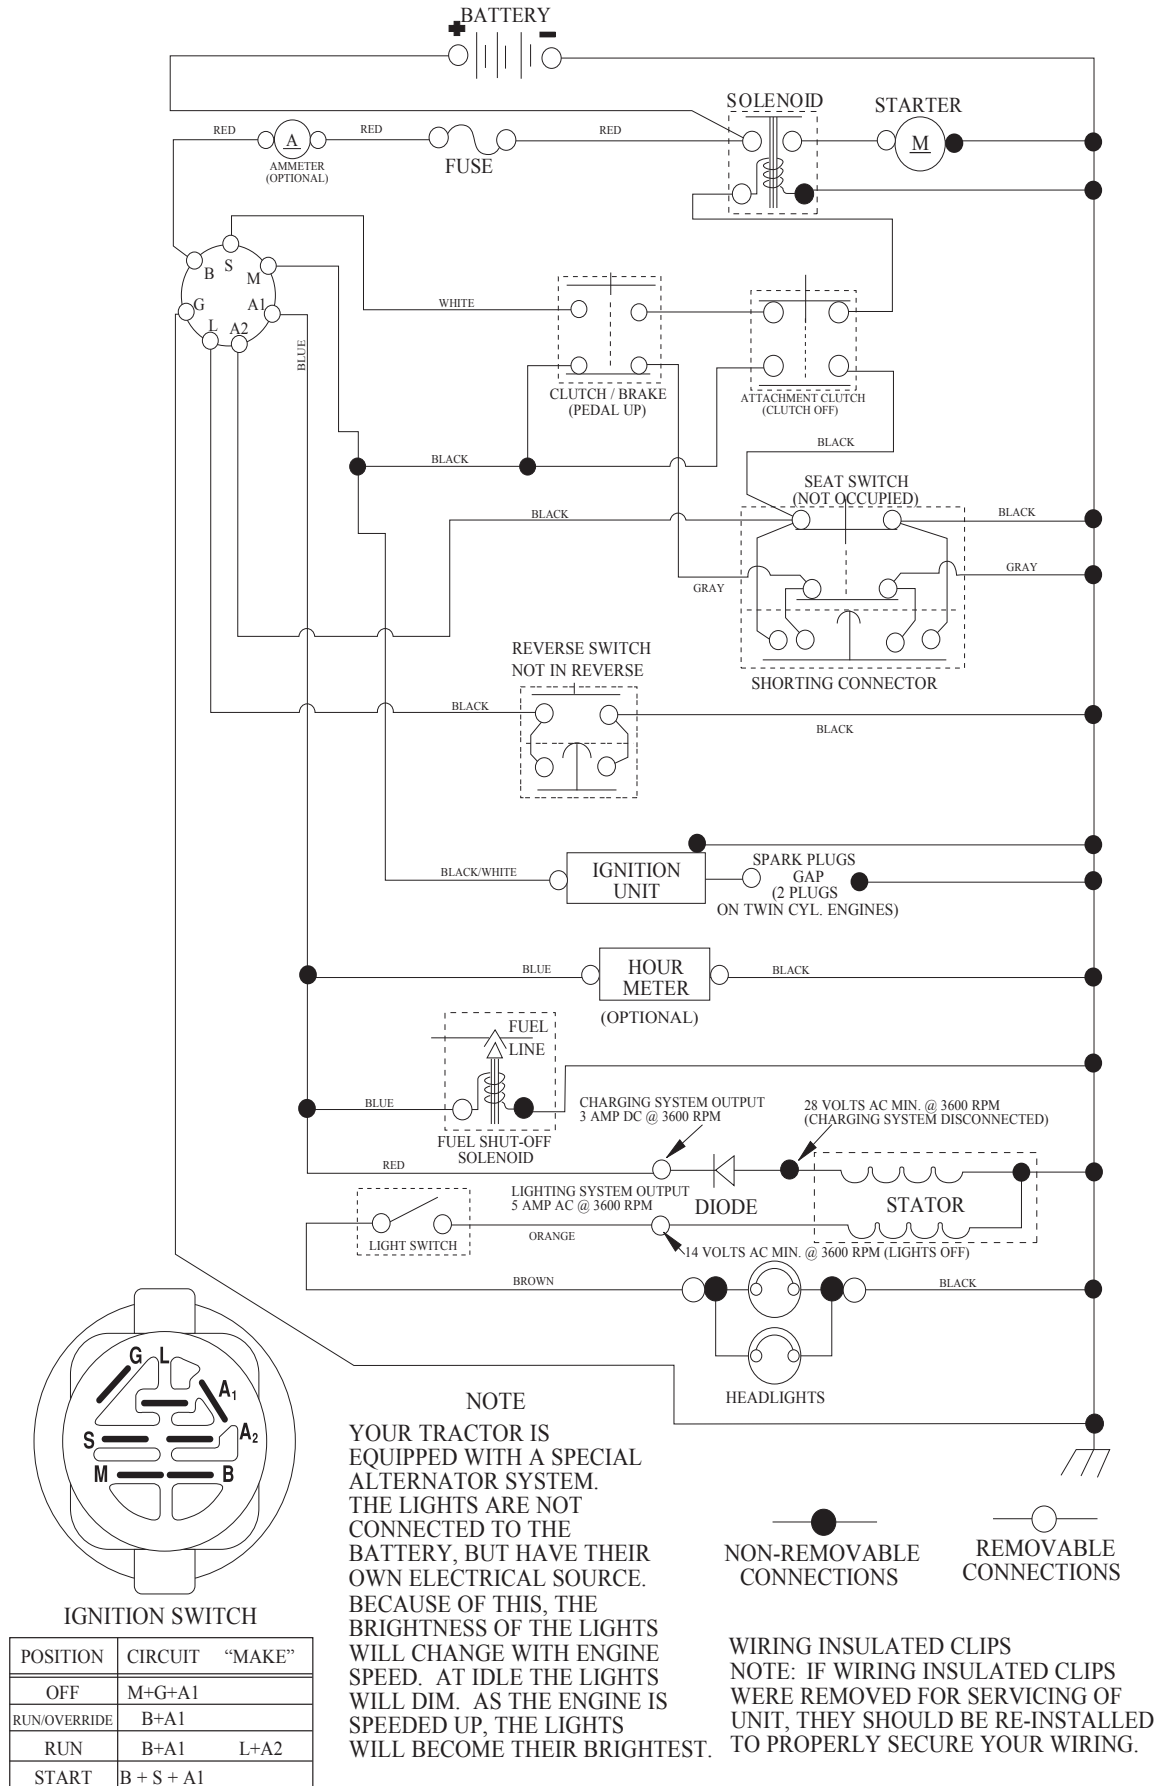 BATTERY
SOLENOID
STARTER
RED
RED
RED
A
M
AMMETER
(OPTIONAL)
FUSE
B
S
M
G
A1
L
A2
WHITE
BLUE
CLUTCH / BRAKE
(PEDAL UP)
ATTACHMENT CLUTCH
(CLUTCH OFF)
BLACK
BLACK
SEAT SWITCH
(NOT OCCUPIED)
BLACK
BLACK
GRAY
GRAY
REVERSE SWITCH
NOT IN REVERSE
SHORTING CONNECTOR
BLACK
BLACK
BLACK/WHITE
IGNITION
UNIT
SPARK PLUGS
GAP
(2 PLUGS
ON TWIN CYL. ENGINES)
BLUE
HOUR
METER
BLACK
(OPTIONAL)
FUEL
LINE
BLUE
FUEL SHUT-OFF
SOLENOID
CHARGING SYSTEM OUTPUT
3 AMP DC @ 3600 RPM
28 VOLTS AC MIN. @ 3600 RPM
(CHARGING SYSTEM DISCONNECTED)
RED
LIGHTING SYSTEM OUTPUT
5 AMP AC @ 3600 RPM
DIODE
STATOR
LIGHT SWITCH
ORANGE
14 VOLTS AC MIN. @ 3600 RPM (LIGHTS OFF)
BROWN
BLACK
HEADLIGHTS
G
L
A1
S
A2
M
B
IGNITION SWITCH
POSITION CIRCUIT “MAKE”
OFF M+G+A1
RUN/OVERRIDE B+A1
RUN B+A1 L+A2
START B + S + A1
NOTE
YOUR TRACTOR IS
EQUIPPED WITH A SPECIAL
ALTERNATOR SYSTEM.
THE LIGHTS ARE NOT
CONNECTED TO THE
BATTERY, BUT HAVE THEIR
OWN ELECTRICAL SOURCE.
BECAUSE OF THIS, THE
BRIGHTNESS OF THE LIGHTS
WILL CHANGE WITH ENGINE
SPEED. AT IDLE THE LIGHTS
WILL DIM. AS THE ENGINE IS
SPEEDED UP, THE LIGHTS
WILL BECOME THEIR BRIGHTEST.
NON-REMOVABLE
CONNECTIONS
REMOVABLE
CONNECTIONS
WIRING INSULATED CLIPS
NOTE: IF WIRING INSULATED CLIPS
WERE REMOVED FOR SERVICING OF
UNIT, THEY SHOULD BE RE-INSTALLED
TO PROPERLY SECURE YOUR WIRING.